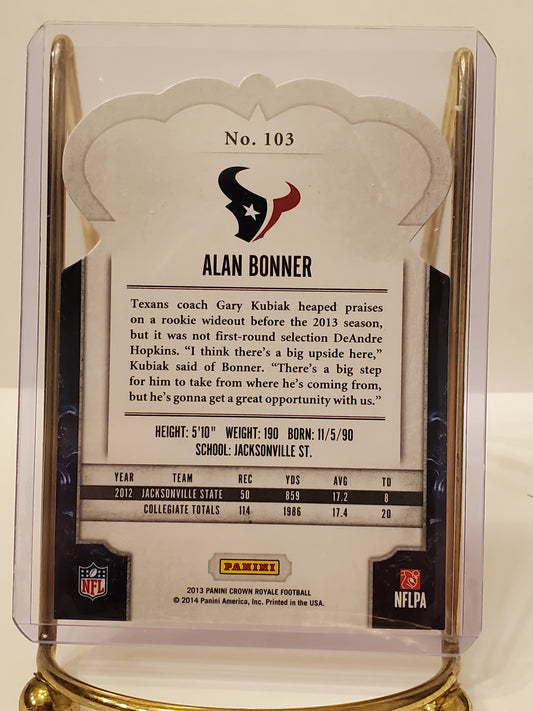 No. 103
ALAN BONNER
Texans coach Gary Kubiak heaped praises
on a rookie wideout before the 2013 season,
but it was not first-round selection DeAndre
Hopkins. “I think there’s a big upside here,”
Kubiak said of Bonner. “There’s a big step
for him to take from where he’s coming from,
but he’s gonna get a great opportunity with us.”
HEIGHT: 5'10" WEIGHT: 190 BORN: 11/5/90
SCHOOL: JACKSONVILLE ST.
YEAR TEAM REC YDS AVG TD
2012 JACKSONVILLE STATE 50 859 17.2 8
COLLEGIATE TOTALS 114 1986 17.4 20
PANINI
NFL
NFLPA
2013 PANINI CROWN ROYALE FOOTBALL
© 2014 Panini America, Inc. Printed in the USA.